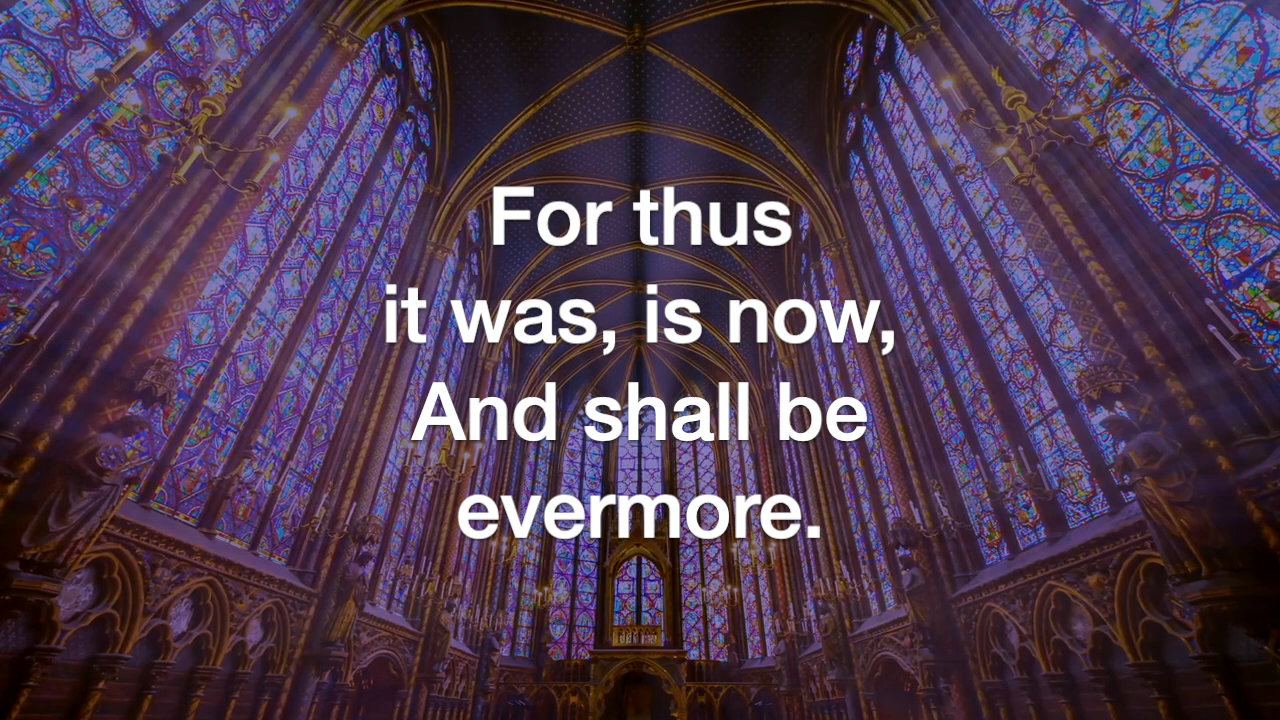 For thus
it was, is now,
And shall be
evermore.